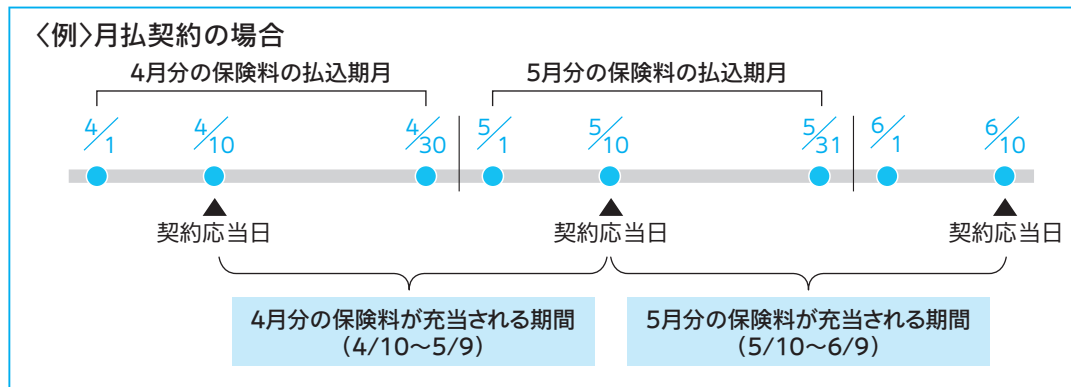 〈例〉月払契約の場合
4月分の保険料の払込期月
5月分の保険料の払込期月
4/1
4/10
4/30
5/1
5/10
5/31
6/1
6/10
契約応当日
契約応当日
契約応当日
4月分の保険料が充当される期間
（4/10～5/9）
5月分の保険料が充当される期間
（5/10～6/9）